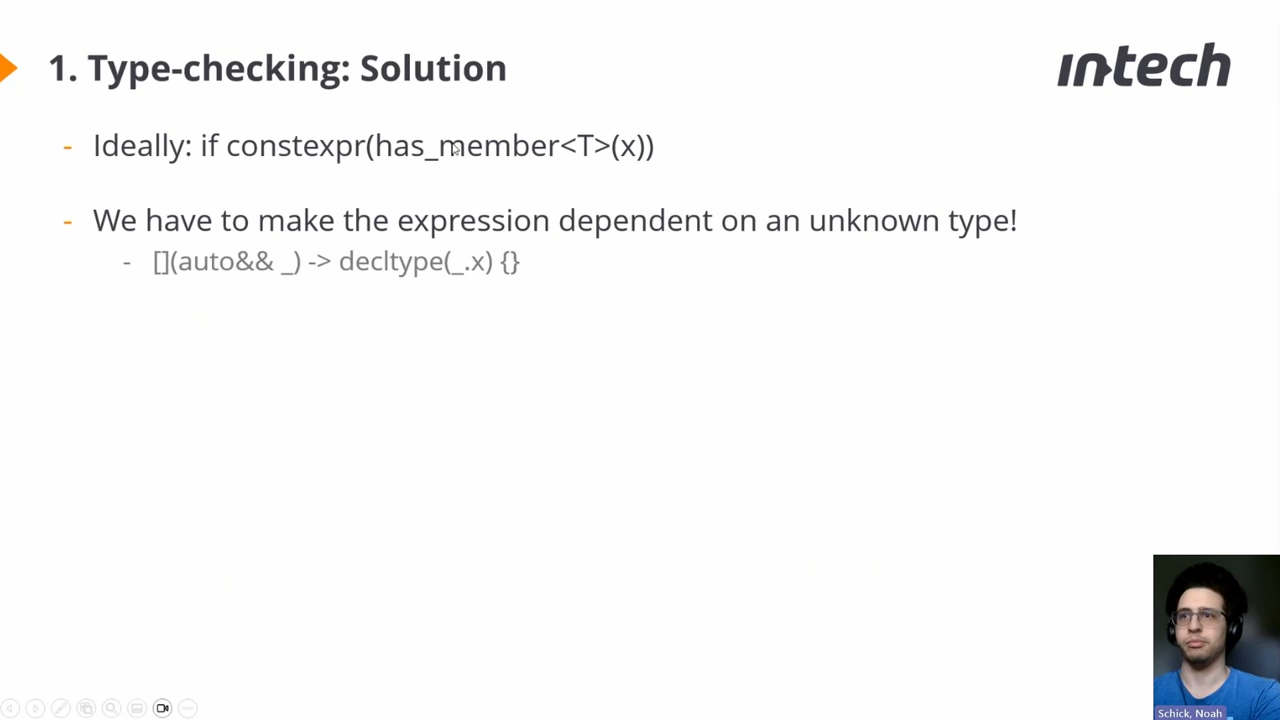 1. Type-checking: Solution
intech
- Ideally: if constexpr(has_member<T>(x))
- We have to make the expression dependent on an unknown type!
- [](auto&& _) -> decltype(_.x) {}
Schick, Noah